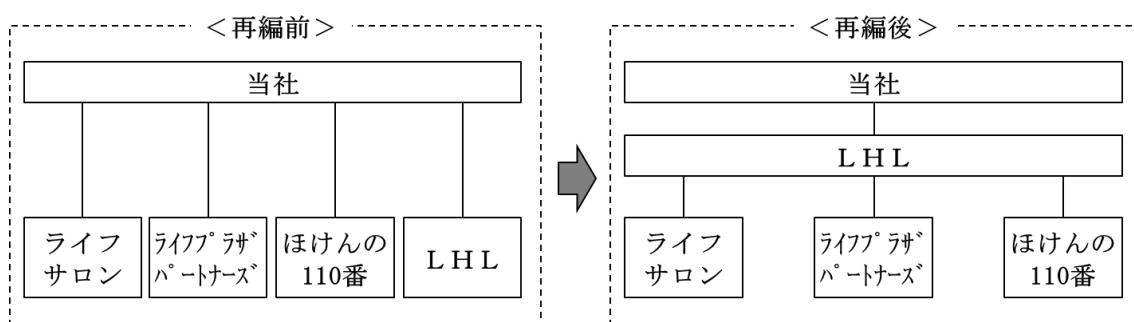 ＜再編前＞
当社
ライフ
サロン
ﾗｲﾌﾌﾟﾗｻﾞ
ﾊﾟｰﾄﾅｰｽﾞ
ほけんの
110番
ＬＨＬ
＜再編後＞
当社
ＬＨＬ
ライフ
サロン
ﾗｲﾌﾌﾟﾗｻﾞ
ﾊﾟｰﾄﾅｰｽﾞ
ほけんの
110番